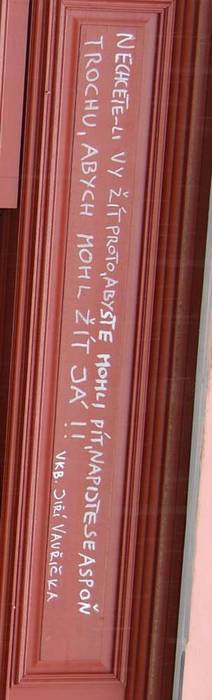 NECHCETE-LI VY ŽÍT PROTO, ABYSTE MOHLI PÍT, NAPIJTE SE ASPOŇ
TROCHU, ABYCH MOHL ŽÍT JÁ!!
VKB. JIŘÍ VAVŘIČKA